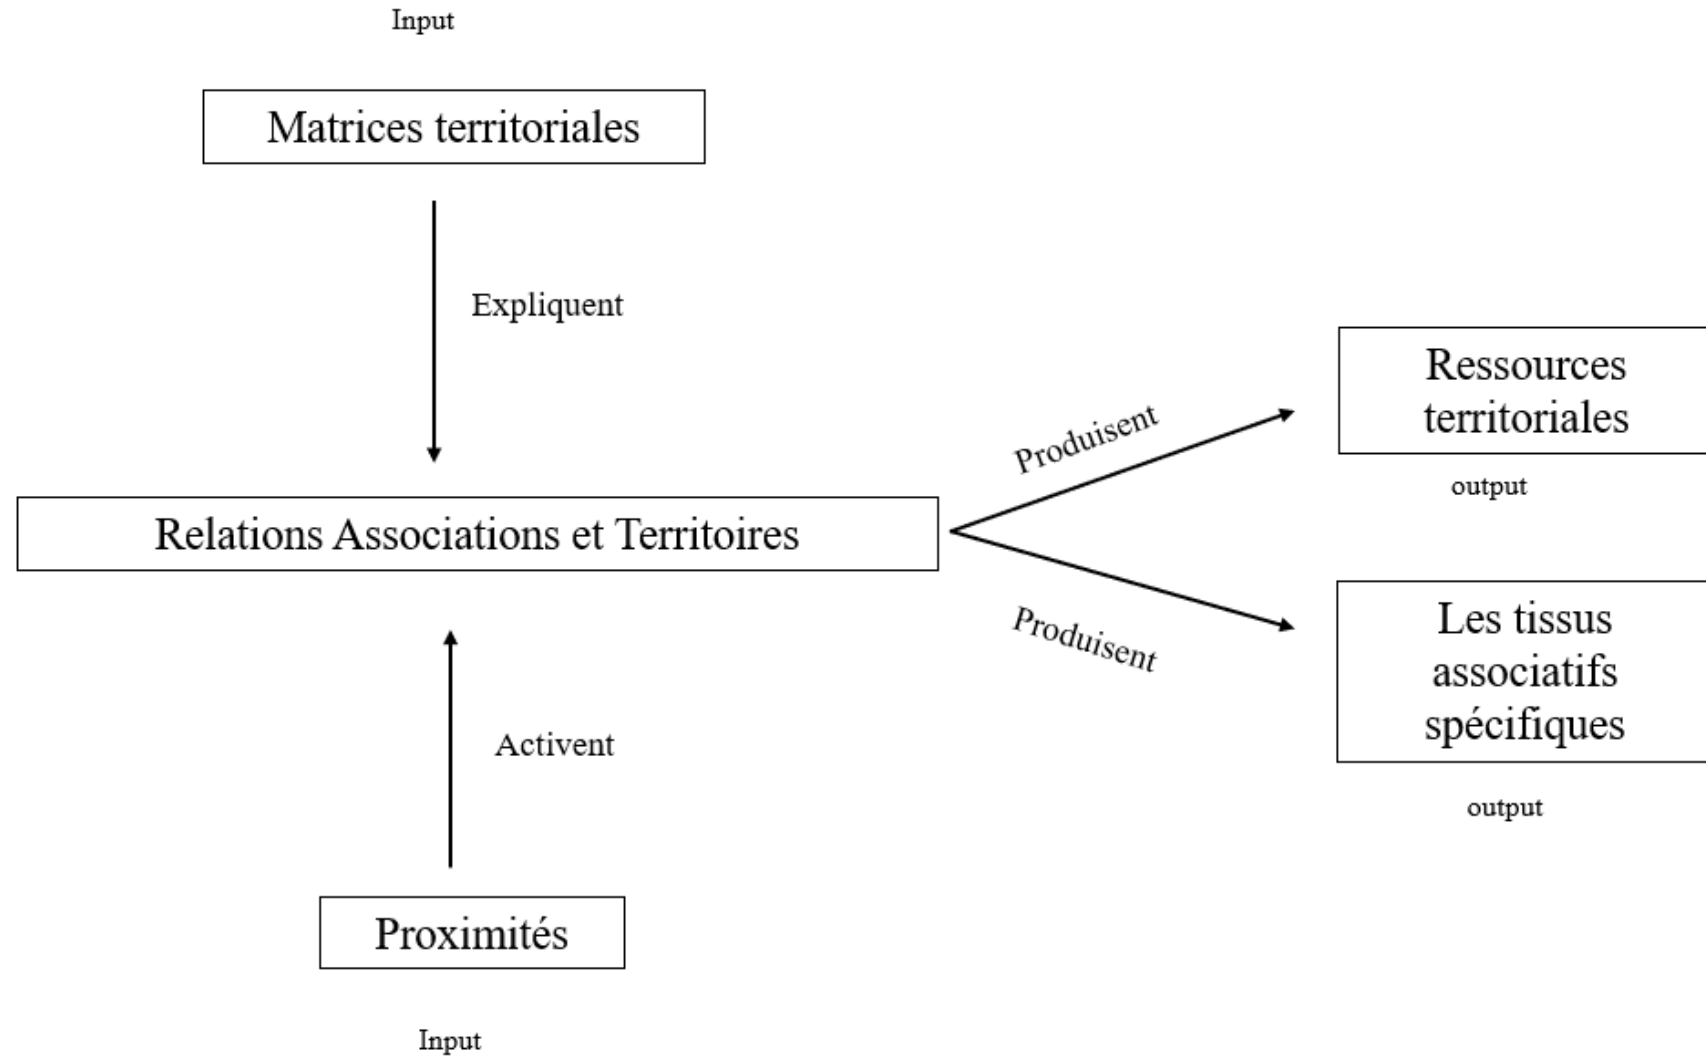 Input
Matrices territoriales
Expliquent
Relations Associations et Territoires
Activent
Proximités
Input
Produisent
Produisent
Ressources
territoriales
output
Les tissus
associatifs
spécifiques
output